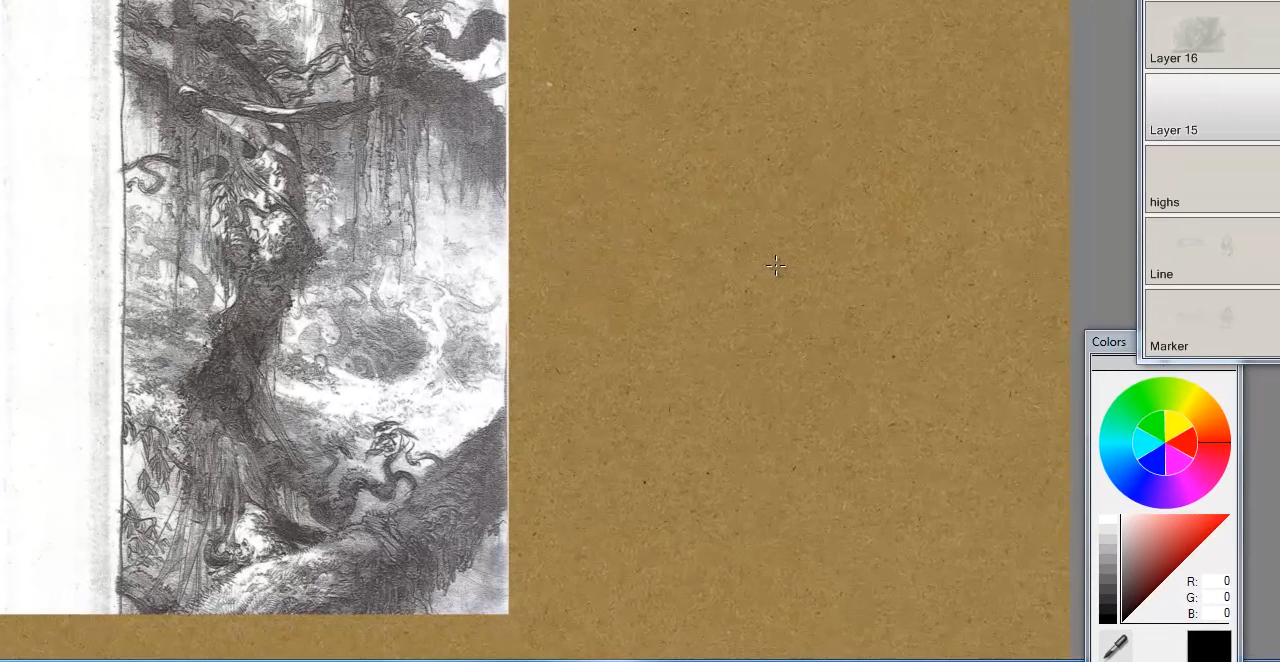 Layer 16
Layer 15
highs
Line
Marker
Colors
R: 0
G: 0
B: 0